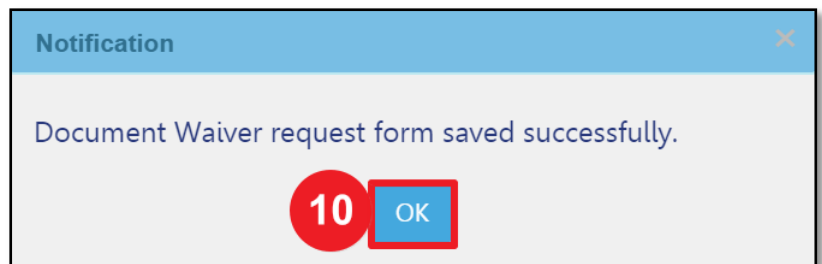 Notification ×
Document Waiver request form saved successfully.
10 OK